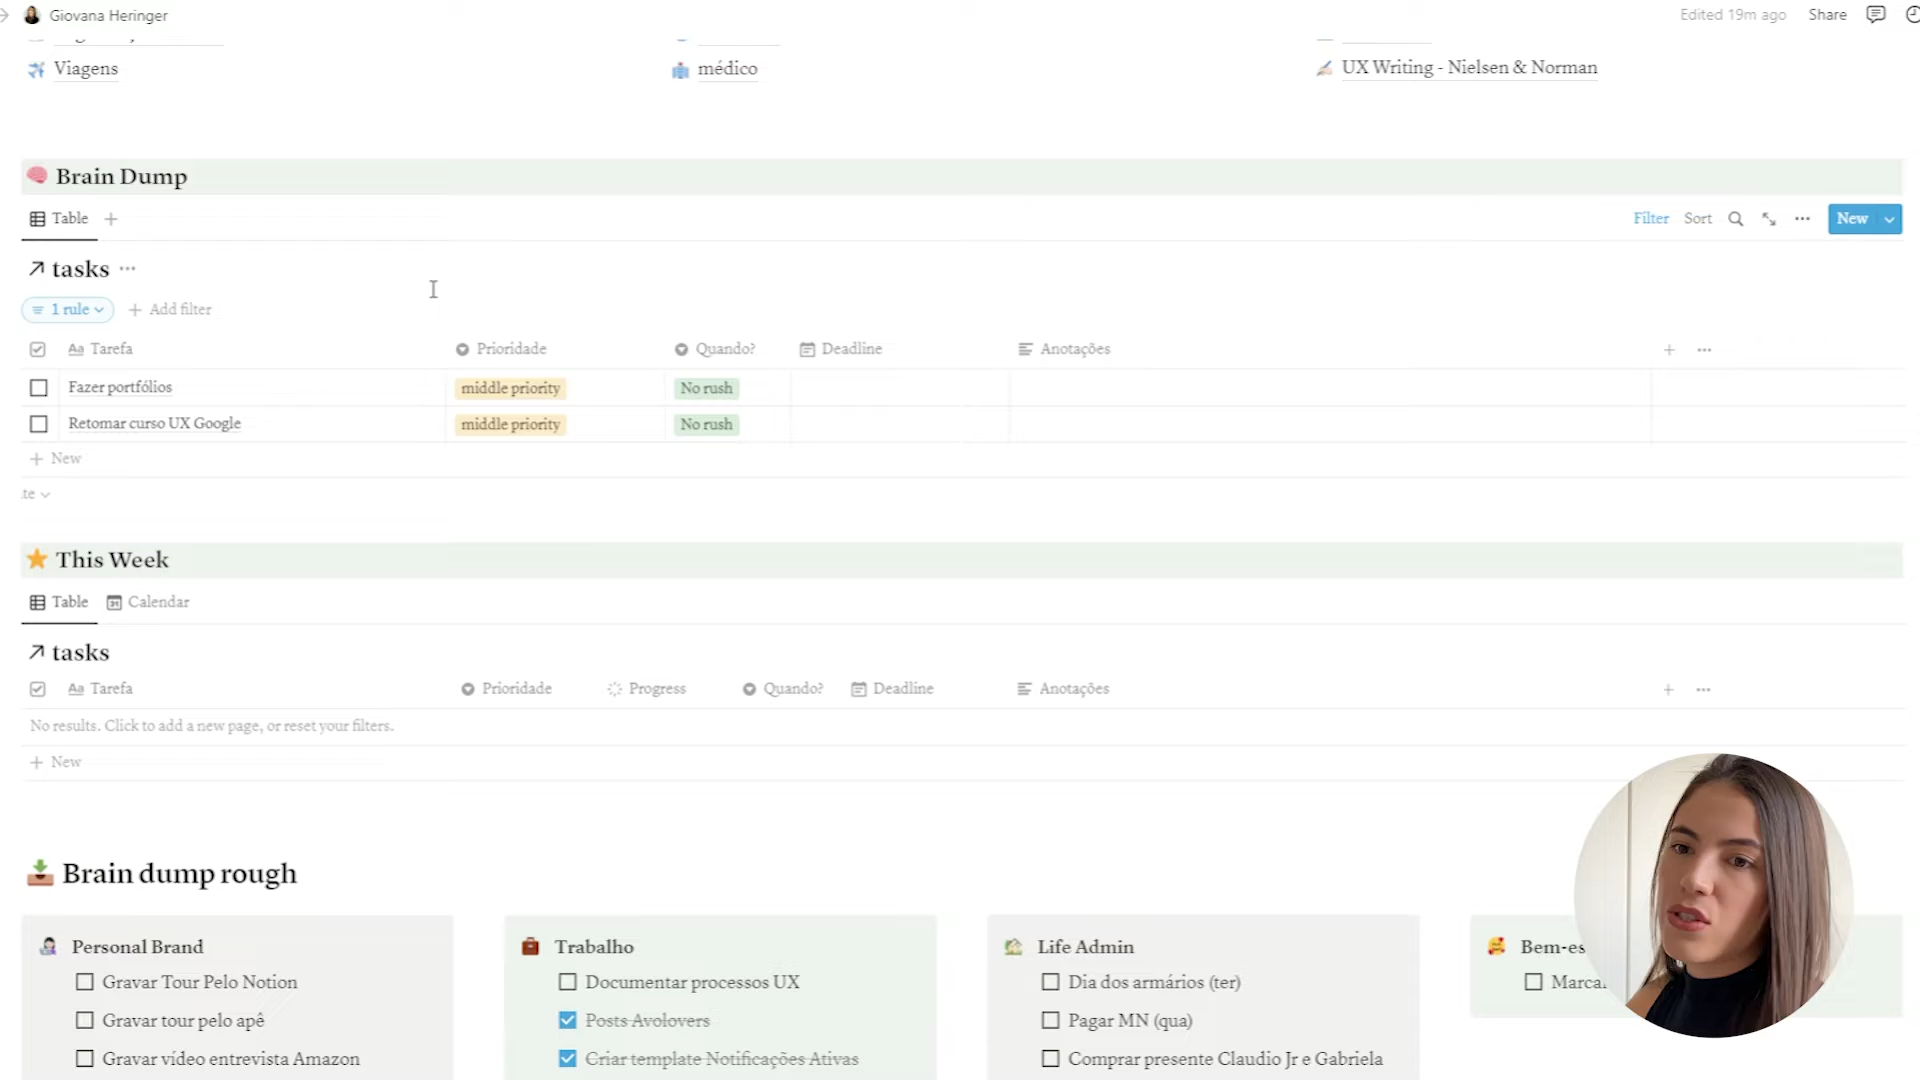 Giovana Heringer
Edited 19m ago
Share
Viagens
médico
UX Writing - Nielsen & Norman
Brain Dump
Table
Filter
Sort
New
tasks
1 rule
Add filter
Tarefa
Prioridade
Quando?
Deadline
Anotações
Fazer portfólios
middle priority
No rush
Retomar curso UX Google
middle priority
No rush
New
This Week
Table
Calendar
tasks
Tarefa
Prioridade
Progress
Quando?
Deadline
Anotações
No results. Click to add a new page, or reset your filters.
New
Brain dump rough
Personal Brand
Gravar Tour Pelo Notion
Gravar tour pelo apê
Gravar vídeo entrevista Amazon
Trabalho
Documentar processos UX
Posts Avolovers
Criar template Notificações Ativas
Life Admin
Dia dos armários (ter)
Pagar MN (qua)
Comprar presente Claudio Jr e Gabriela